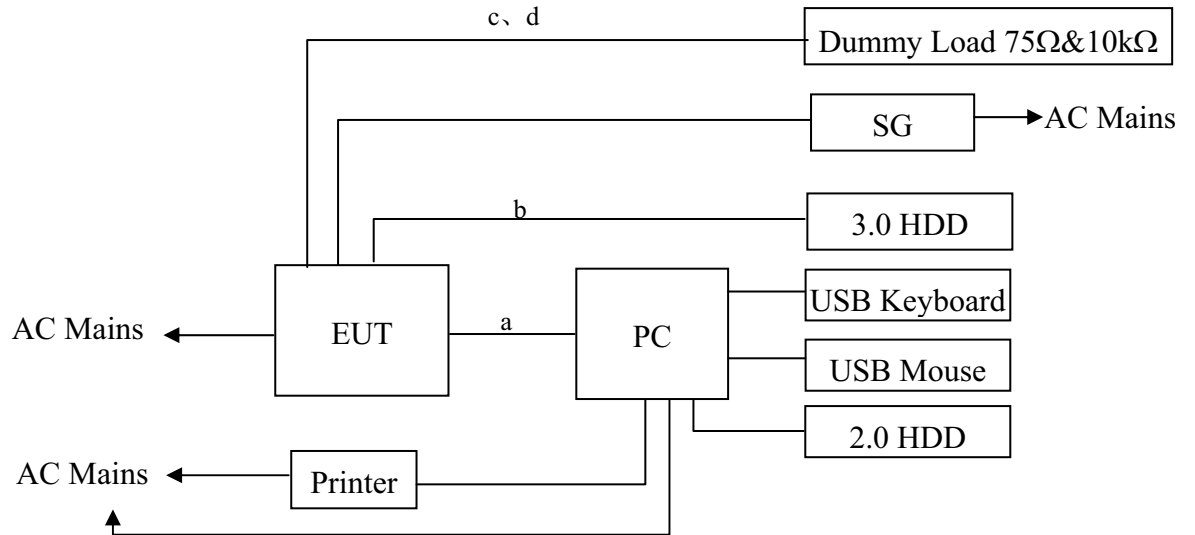 c、d
Dummy Load 75Ω&10kΩ
SG
AC Mains
b
3.0 HDD
USB Keyboard
AC Mains
EUT
a
PC
USB Mouse
2.0 HDD
AC Mains
Printer